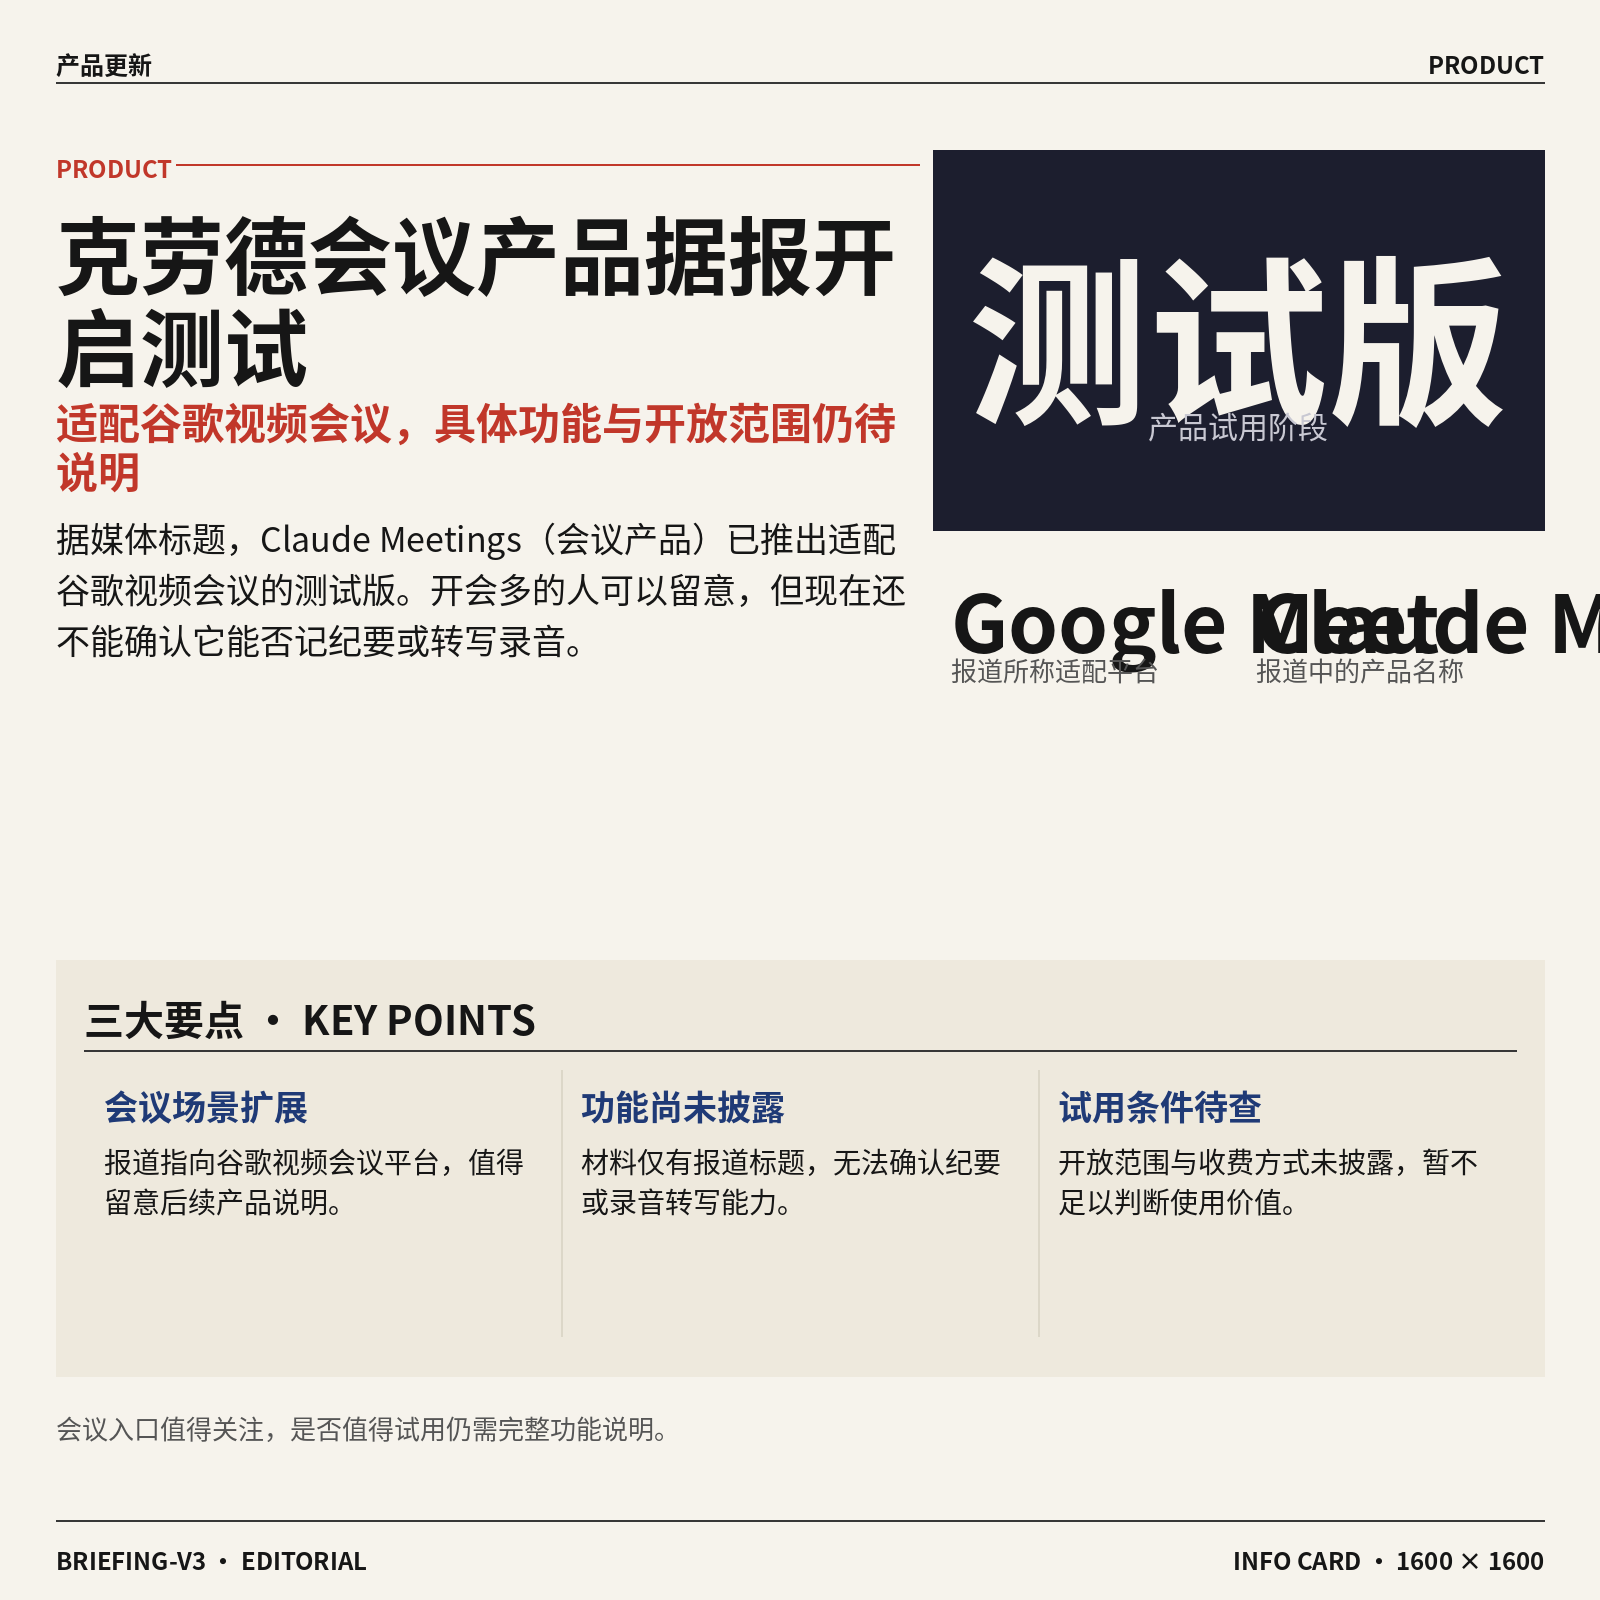 产品更新
PRODUCT
PRODUCT
克劳德会议产品据报开
启测试
适配谷歌视频会议，具体功能与开放范围仍待
说明
据媒体标题，Claude Meetings（会议产品）已推出适配
谷歌视频会议的测试版。开会多的人可以留意，但现在还
不能确认它能否记纪要或转写录音。
测试版
产品试用阶段
Google Meet
报道所称适配平台
Claude M
报道中的产品名称
三大要点 · KEY POINTS
会议场景扩展
报道指向谷歌视频会议平台，值得
留意后续产品说明。
功能尚未披露
材料仅有报道标题，无法确认纪要
或录音转写能力。
试用条件待查
开放范围与收费方式未披露，暂不
足以判断使用价值。
会议入口值得关注，是否值得试用仍需完整功能说明。
BRIEFING-V3 · EDITORIAL
INFO CARD · 1600 × 1600